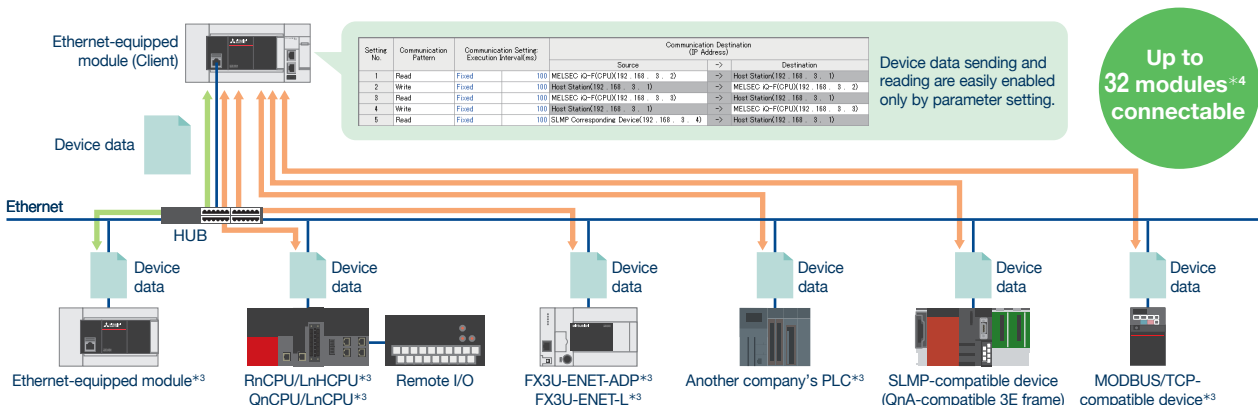 Ethernet-equipped
module (Client)
Setting No. Communication Pattern Communication Setting: Execution Interval(ms) Communication Destination (IP Address)
Source -> Destination
1 Read Fixed 100 MELSEC iQ-F(CPU)(192.168. 3. 2) -> Host Station(192.168. 3. 1)
2 Write Fixed 100 Host Station(192.168. 3. 1) -> MELSEC iQ-F(CPU)(192.168. 3. 2)
3 Read Fixed 100 MELSEC iQ-F(CPU)(192.168. 3. 3) -> Host Station(192.168. 3. 1)
4 Write Fixed 100 Host Station(192.168. 3. 1) -> MELSEC iQ-F(CPU)(192.168. 3. 3)
5 Read Fixed 100 SLMP Corresponding Device(192.168. 3. 4) -> Host Station(192.168. 3. 1)
Device data sending and
reading are easily enabled
only by parameter setting.
Up to
32 modules*4
connectable
Device data
Ethernet
HUB
Device
data
Device
data
Device
data
Device
data
Device
data
Device
data
Ethernet-equipped module*3
RnCPU/LnHCPU*3
QnCPU/LnCPU*3
Remote I/O
FX3U-ENET-ADP*3
FX3U-ENET-L*3
Another company's PLC*3
SLMP-compatible device
(QnA-compatible 3E frame)
MODBUS/TCP-
compatible device*3